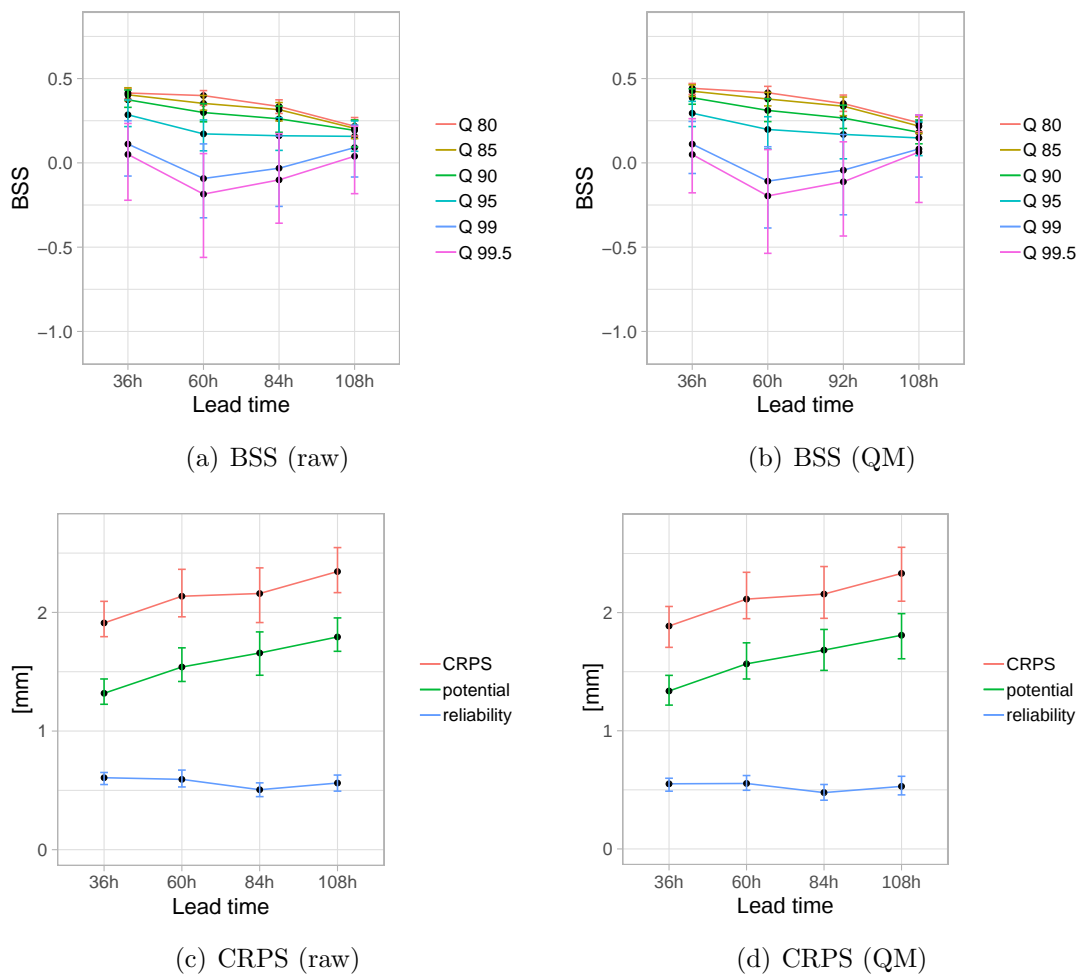 BSS
0.5
0.0
−0.5
−1.0
36h 60h 84h 108h
Lead time
Q 80
Q 85
Q 90
Q 95
Q 99
Q 99.5
(a) BSS (raw)
BSS
0.5
0.0
−0.5
−1.0
36h 60h 92h 108h
Lead time
Q 80
Q 85
Q 90
Q 95
Q 99
Q 99.5
(b) BSS (QM)
[mm]
2
1
0
36h 60h 84h 108h
Lead time
CRPS
potential
reliability
(c) CRPS (raw)
[mm]
2
1
0
36h 60h 84h 108h
Lead time
CRPS
potential
reliability
(d) CRPS (QM)